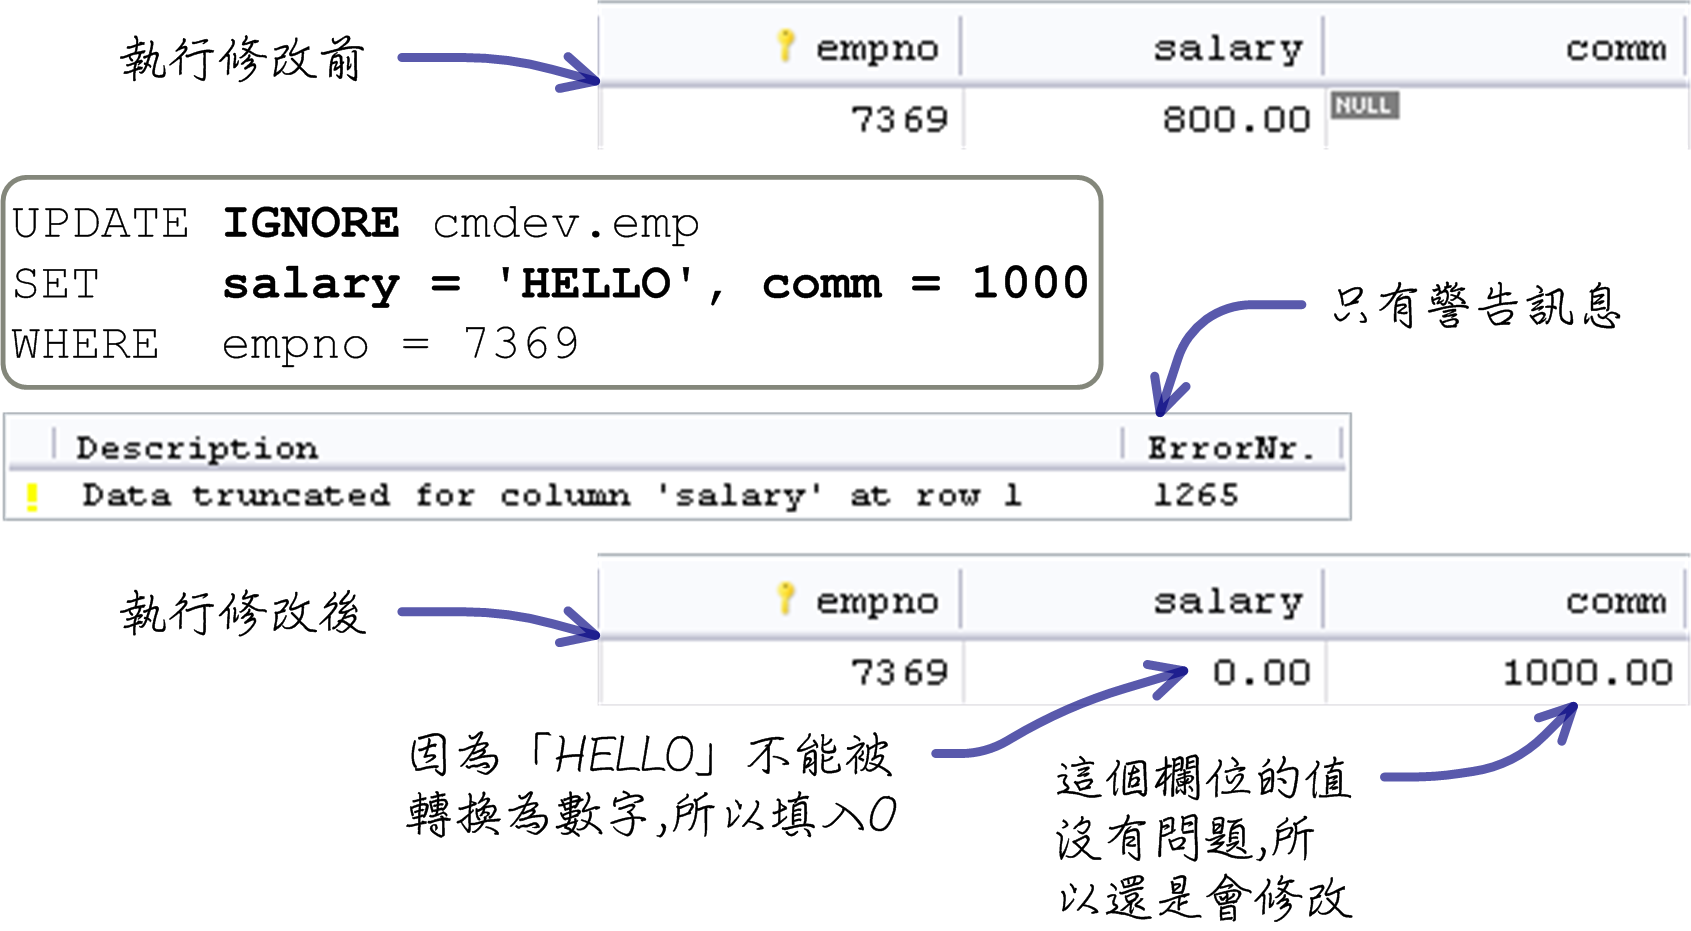 執行修改前
empno salary comm
7369 800.00 NULL
UPDATE IGNORE cmdev.emp
SET salary = 'HELLO', comm = 1000
WHERE empno = 7369
只有警告訊息
Description ErrorNr.
! Data truncated for column 'salary' at row 1 1265
執行修改後
empno salary comm
7369 0.00 1000.00
因為「HELLO」不能被
轉換為數字,所以填入0
這個欄位的值
沒有問題,所
以還是會修改